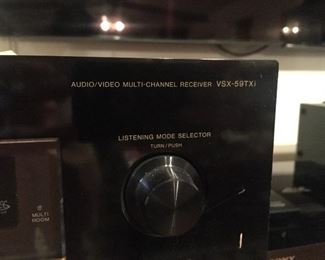 AUDIO/VIDEO MULTI-CHANNEL RECEIVER VSX-59TXi
LISTENING MODE SELECTOR
TURN/PUSH
MULTI
ROOM